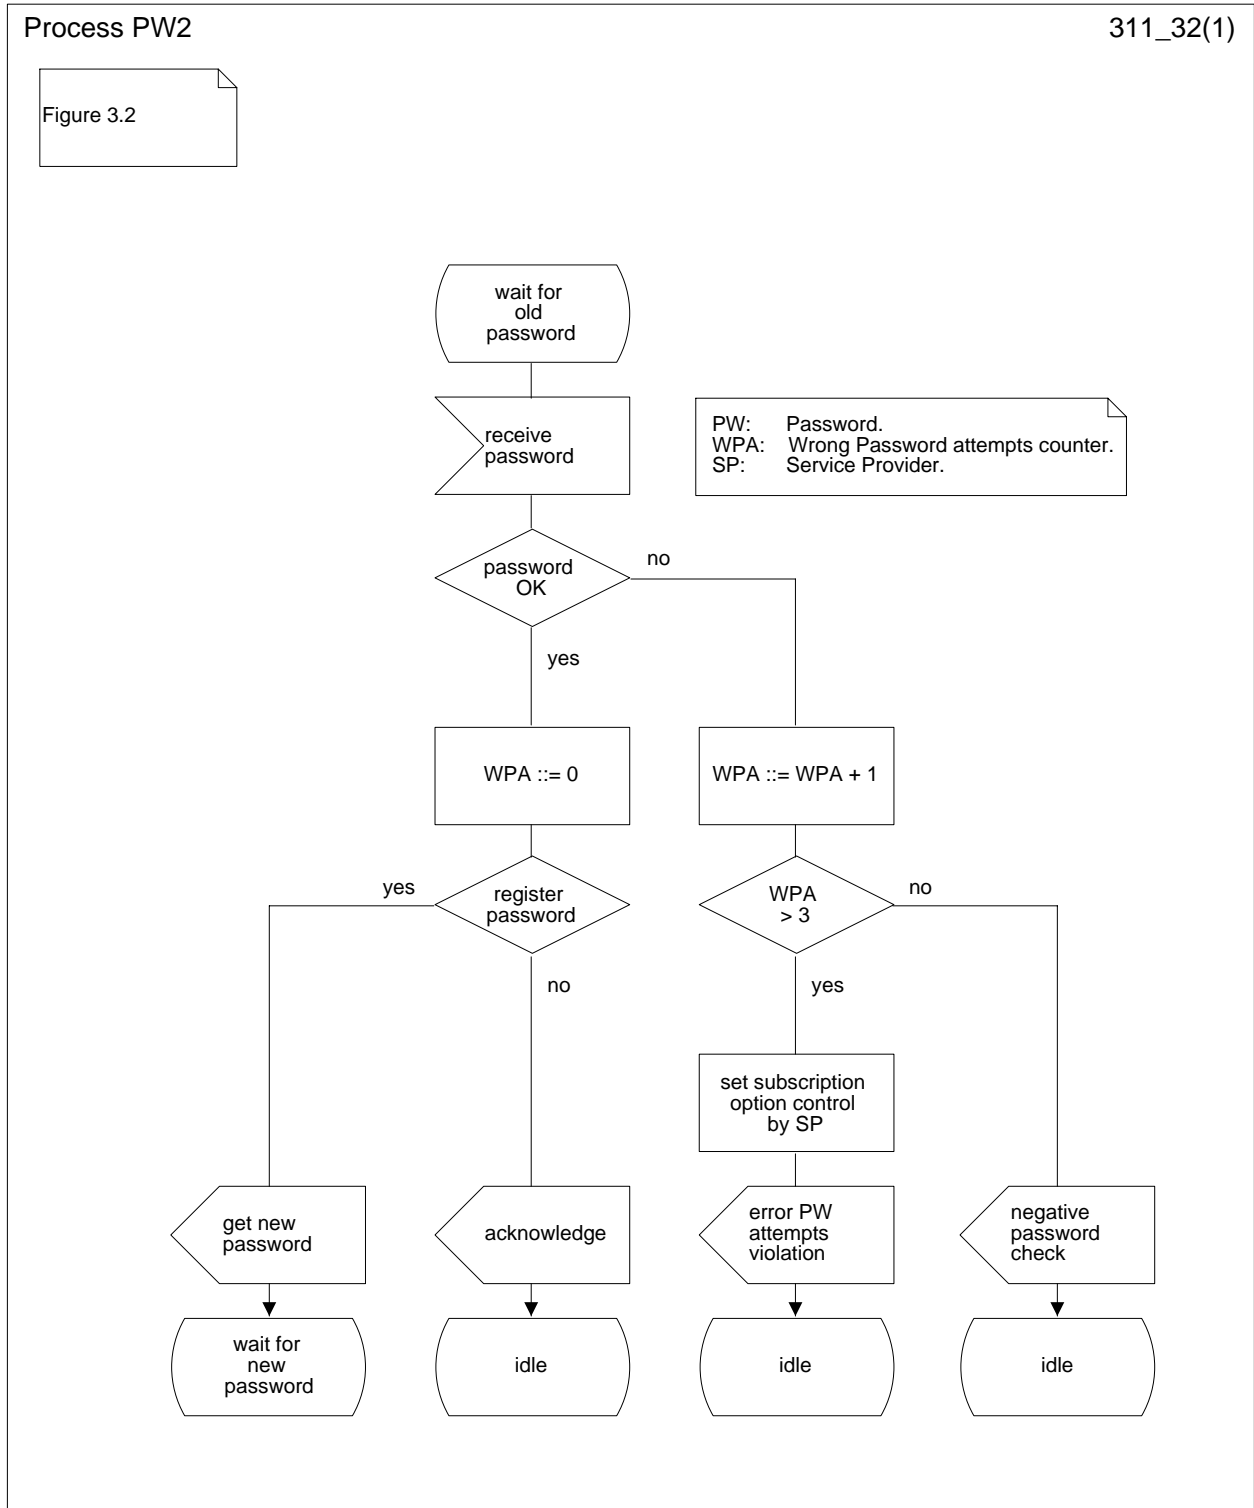 Process PW2
311_32(1)
Figure 3.2
wait for
old
password
receive
password
PW: Password.
WPA: Wrong Password attempts counter.
SP: Service Provider.
password
OK
no
yes
WPA ::= 0
WPA ::= WPA + 1
yes
register
password
WPA
> 3
no
no
yes
set subscription
option control
by SP
get new
password
acknowledge
error PW
attempts
violation
negative
password
check
wait for
new
password
idle
idle
idle